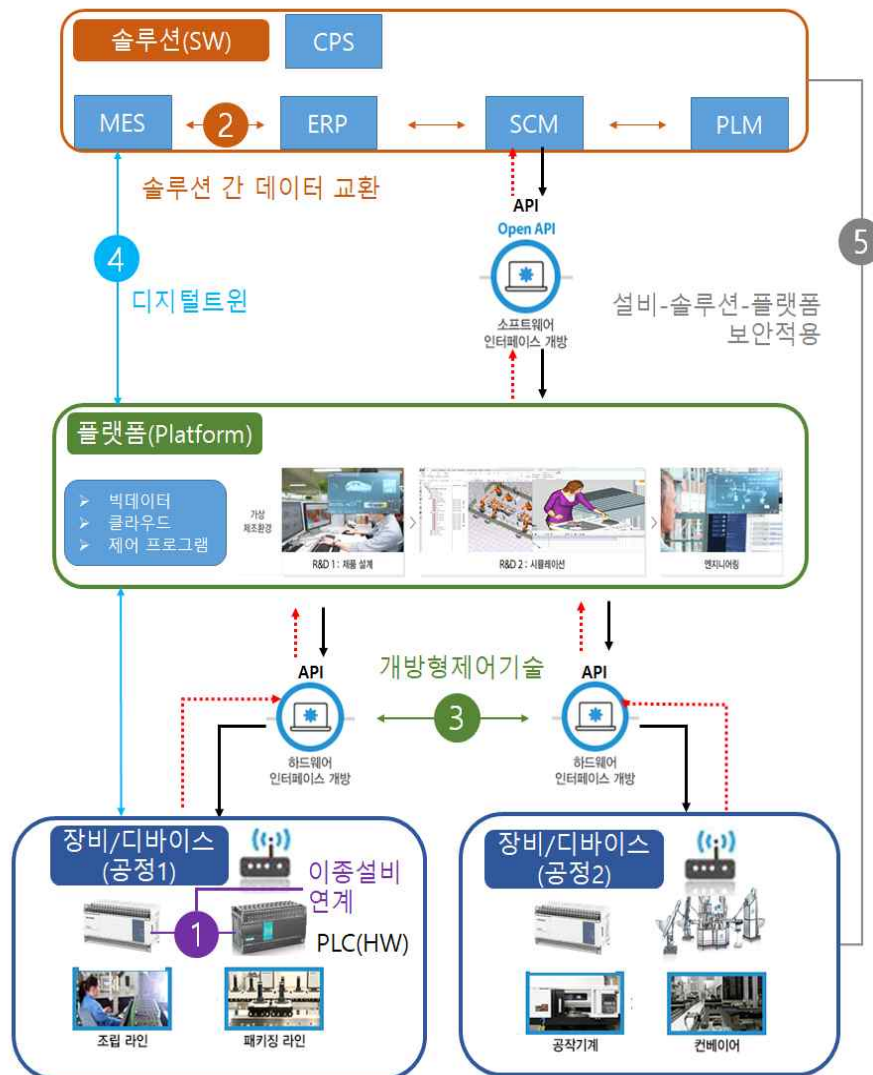 솔루션(SW)
CPS
MES
2
ERP
SCM
PLM
솔루션 간 데이터 교환
API
Open API
4
디지털트윈
소프트웨어
인터페이스 개발
5
설비-솔루션-플랫폼
보안적용
플랫폼(Platform)
➢ 빅데이터
➢ 클라우드
➢ 제어 프로그램
가상
제조환경
R&D 1 : 제품 설계
R&D 2 : 시뮬레이션
엔지니어링
개방형제어기술
API
3
API
하드웨어
인터페이스 개발
하드웨어
인터페이스 개발
장비/디바이스
(공정1)
이종설비
연계
1
PLC(HW)
조립 라인
패키징 라인
장비/디바이스
(공정2)
공작기계
컨베이어